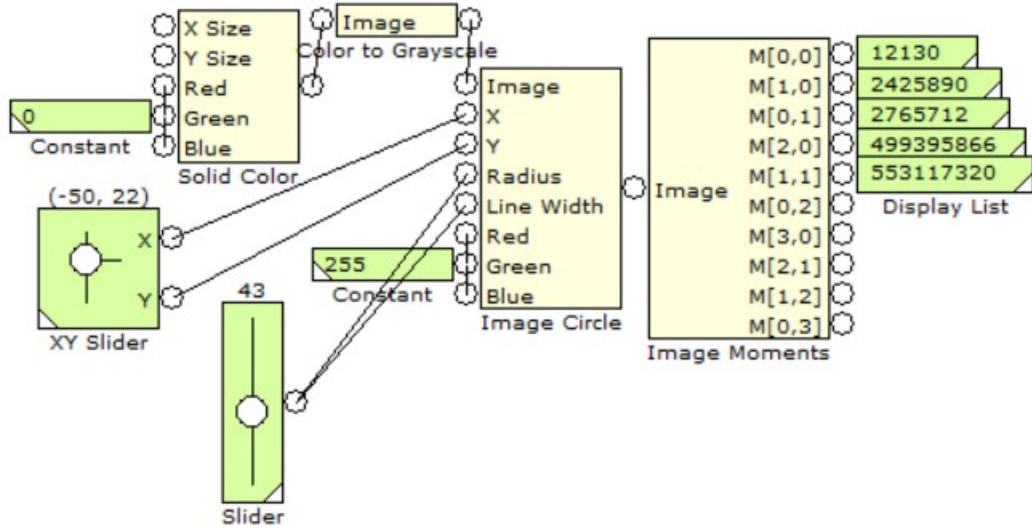 X Size
Y Size
Red
Green
Blue
Solid Color
0
Constant
Image
Color to Grayscale
(-50, 22)
X
Y
XY Slider
43
Slider
255
Constant
Image
X
Y
Radius
Line Width
Red
Green
Blue
Image Circle
Image
M[0,0]
M[1,0]
M[0,1]
M[2,0]
M[1,1]
M[0,2]
M[3,0]
M[2,1]
M[1,2]
M[0,3]
Image Moments
12130
2425890
2765712
499395866
553117320
Display List